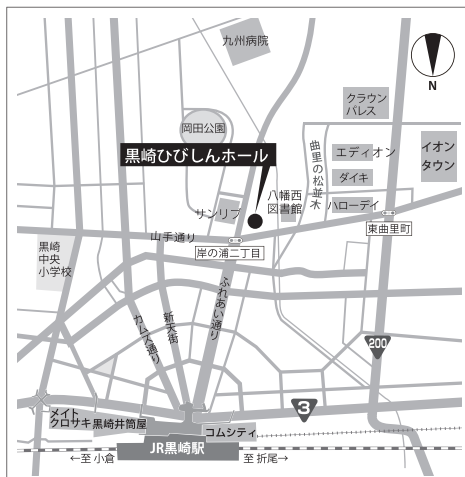 九州病院
N
クラウン
パレス
岡田公園
黒崎ひびしんホール
曲里の松並木
エディオン
イオン
タウン
ダイキ
八幡西
図書館
ハローデイ
サンリブ
東曲里町
山手通り
岸の浦二丁目
黒崎
中央
小学校
ふれあい通り
新天街
カムズ通り
200
3
メイト
クロサキ
黒崎井筒屋
コムシティ
JR黒崎駅
←至 小倉
至 折尾→